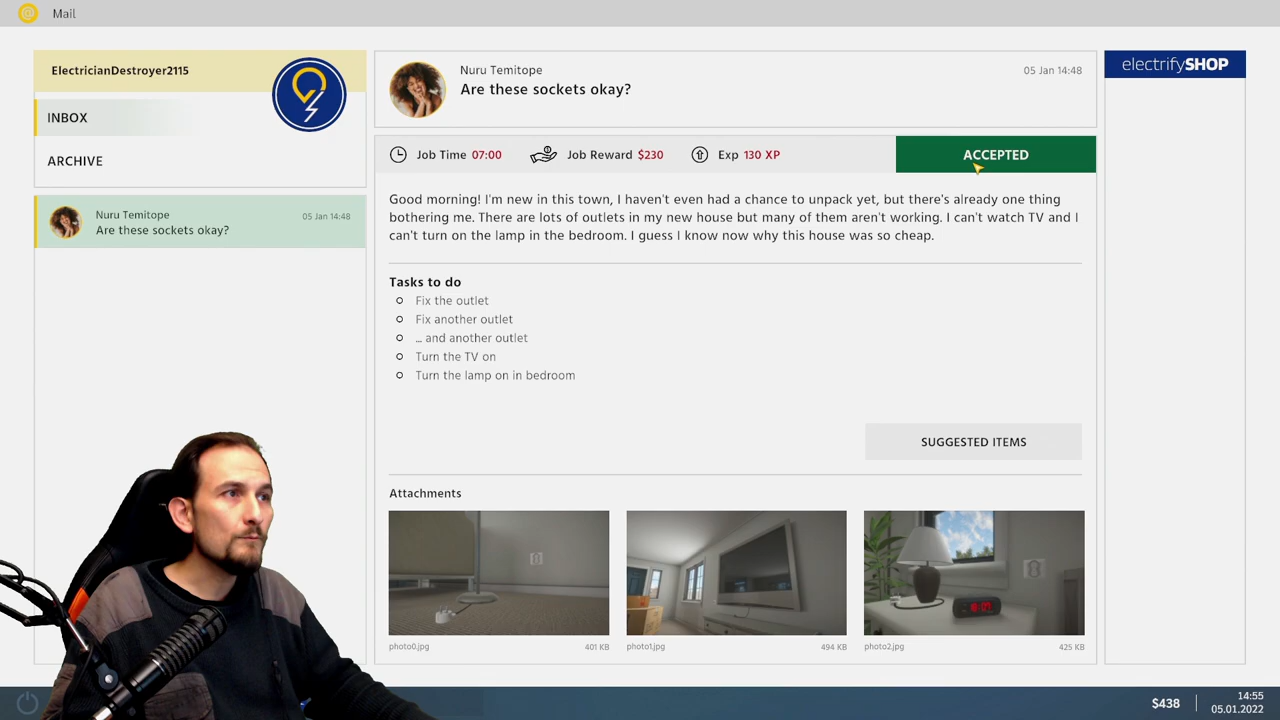 Mail
ElectricianDestroyer2115
INBOX
ARCHIVE
Nuru Temitope
05 Jan 14:48
Are these sockets okay?
Nuru Temitope
05 Jan 14:48
Are these sockets okay?
Job Time 07:00
Job Reward $230
Exp 130 XP
ACCEPTED
Good morning! I'm new in this town, I haven't even had a chance to unpack yet, but there's already one thing
bothering me. There are lots of outlets in my new house but many of them aren't working. I can't watch TV and I
can't turn on the lamp in the bedroom. I guess I know now why this house was so cheap.
Tasks to do
Fix the outlet
Fix another outlet
... and another outlet
Turn the TV on
Turn the lamp on in bedroom
SUGGESTED ITEMS
Attachments
photo0.jpg
401 KB
photo1.jpg
494 KB
photo2.jpg
425 KB
electrifySHOP
$438
14:55
05.01.2022